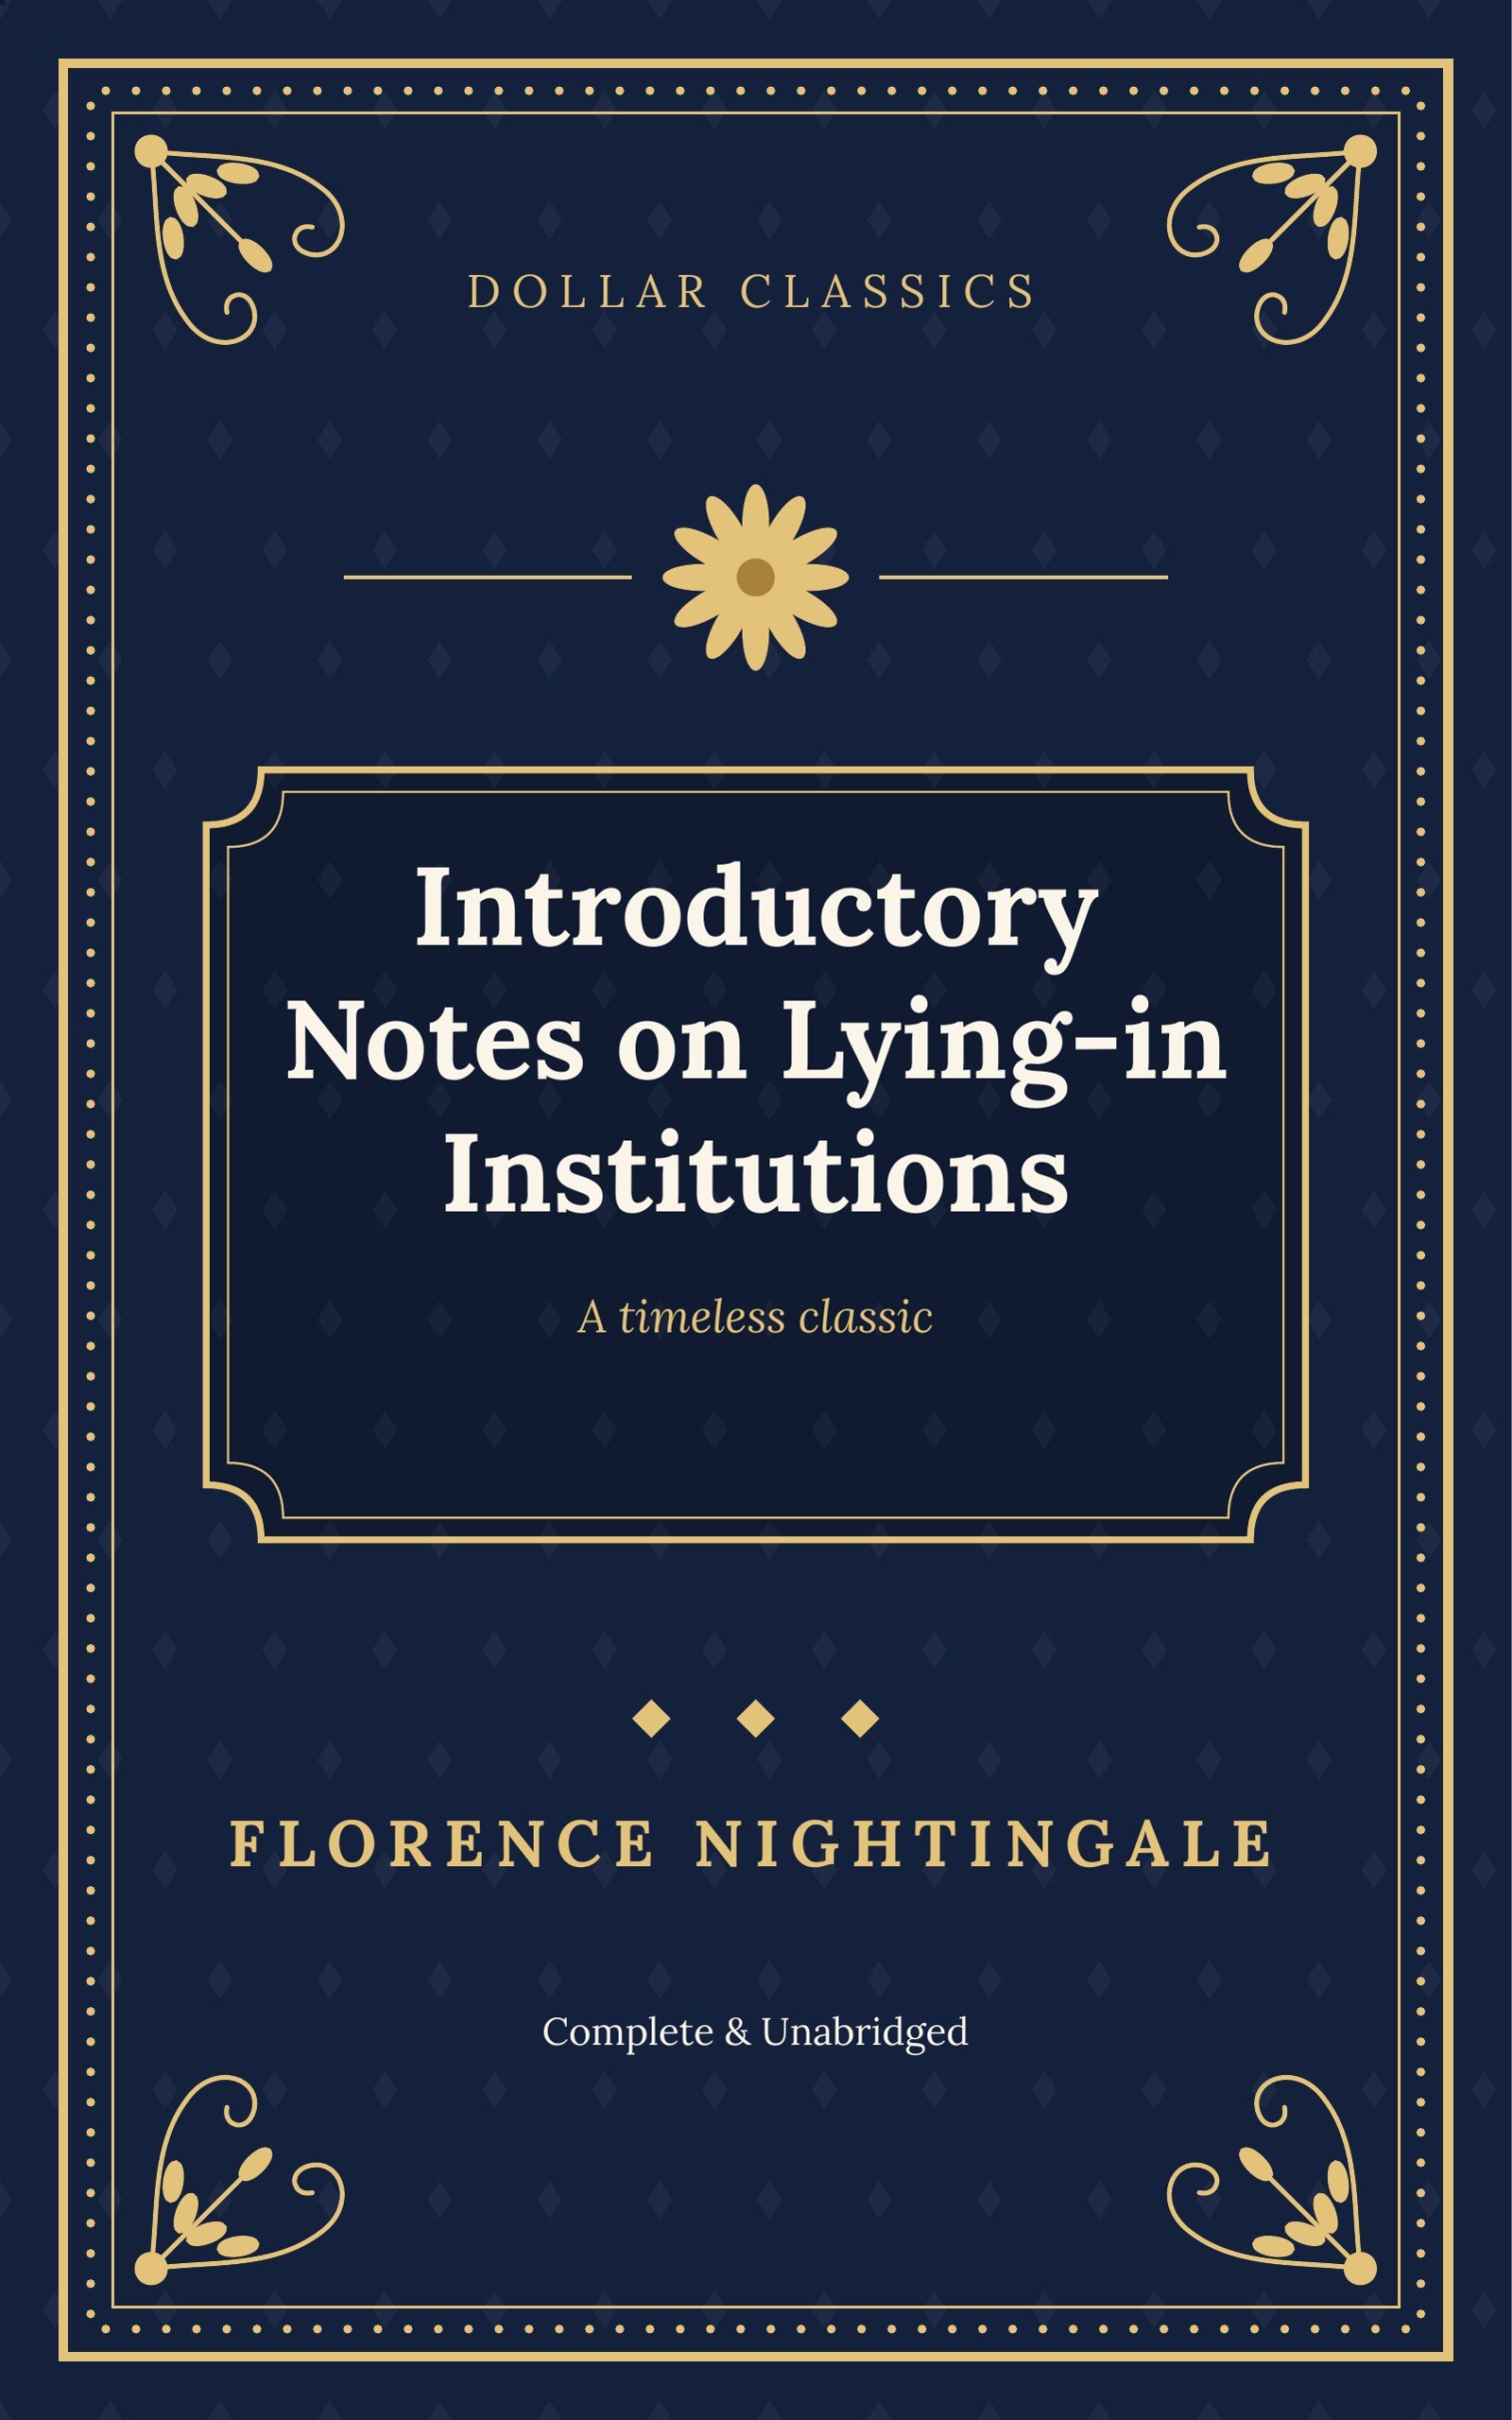 DOLLAR CLASSICS
Introductory
Notes on Lying-in
Institutions
A timeless classic
FLORENCE NIGHTINGALE
Complete & Unabridged